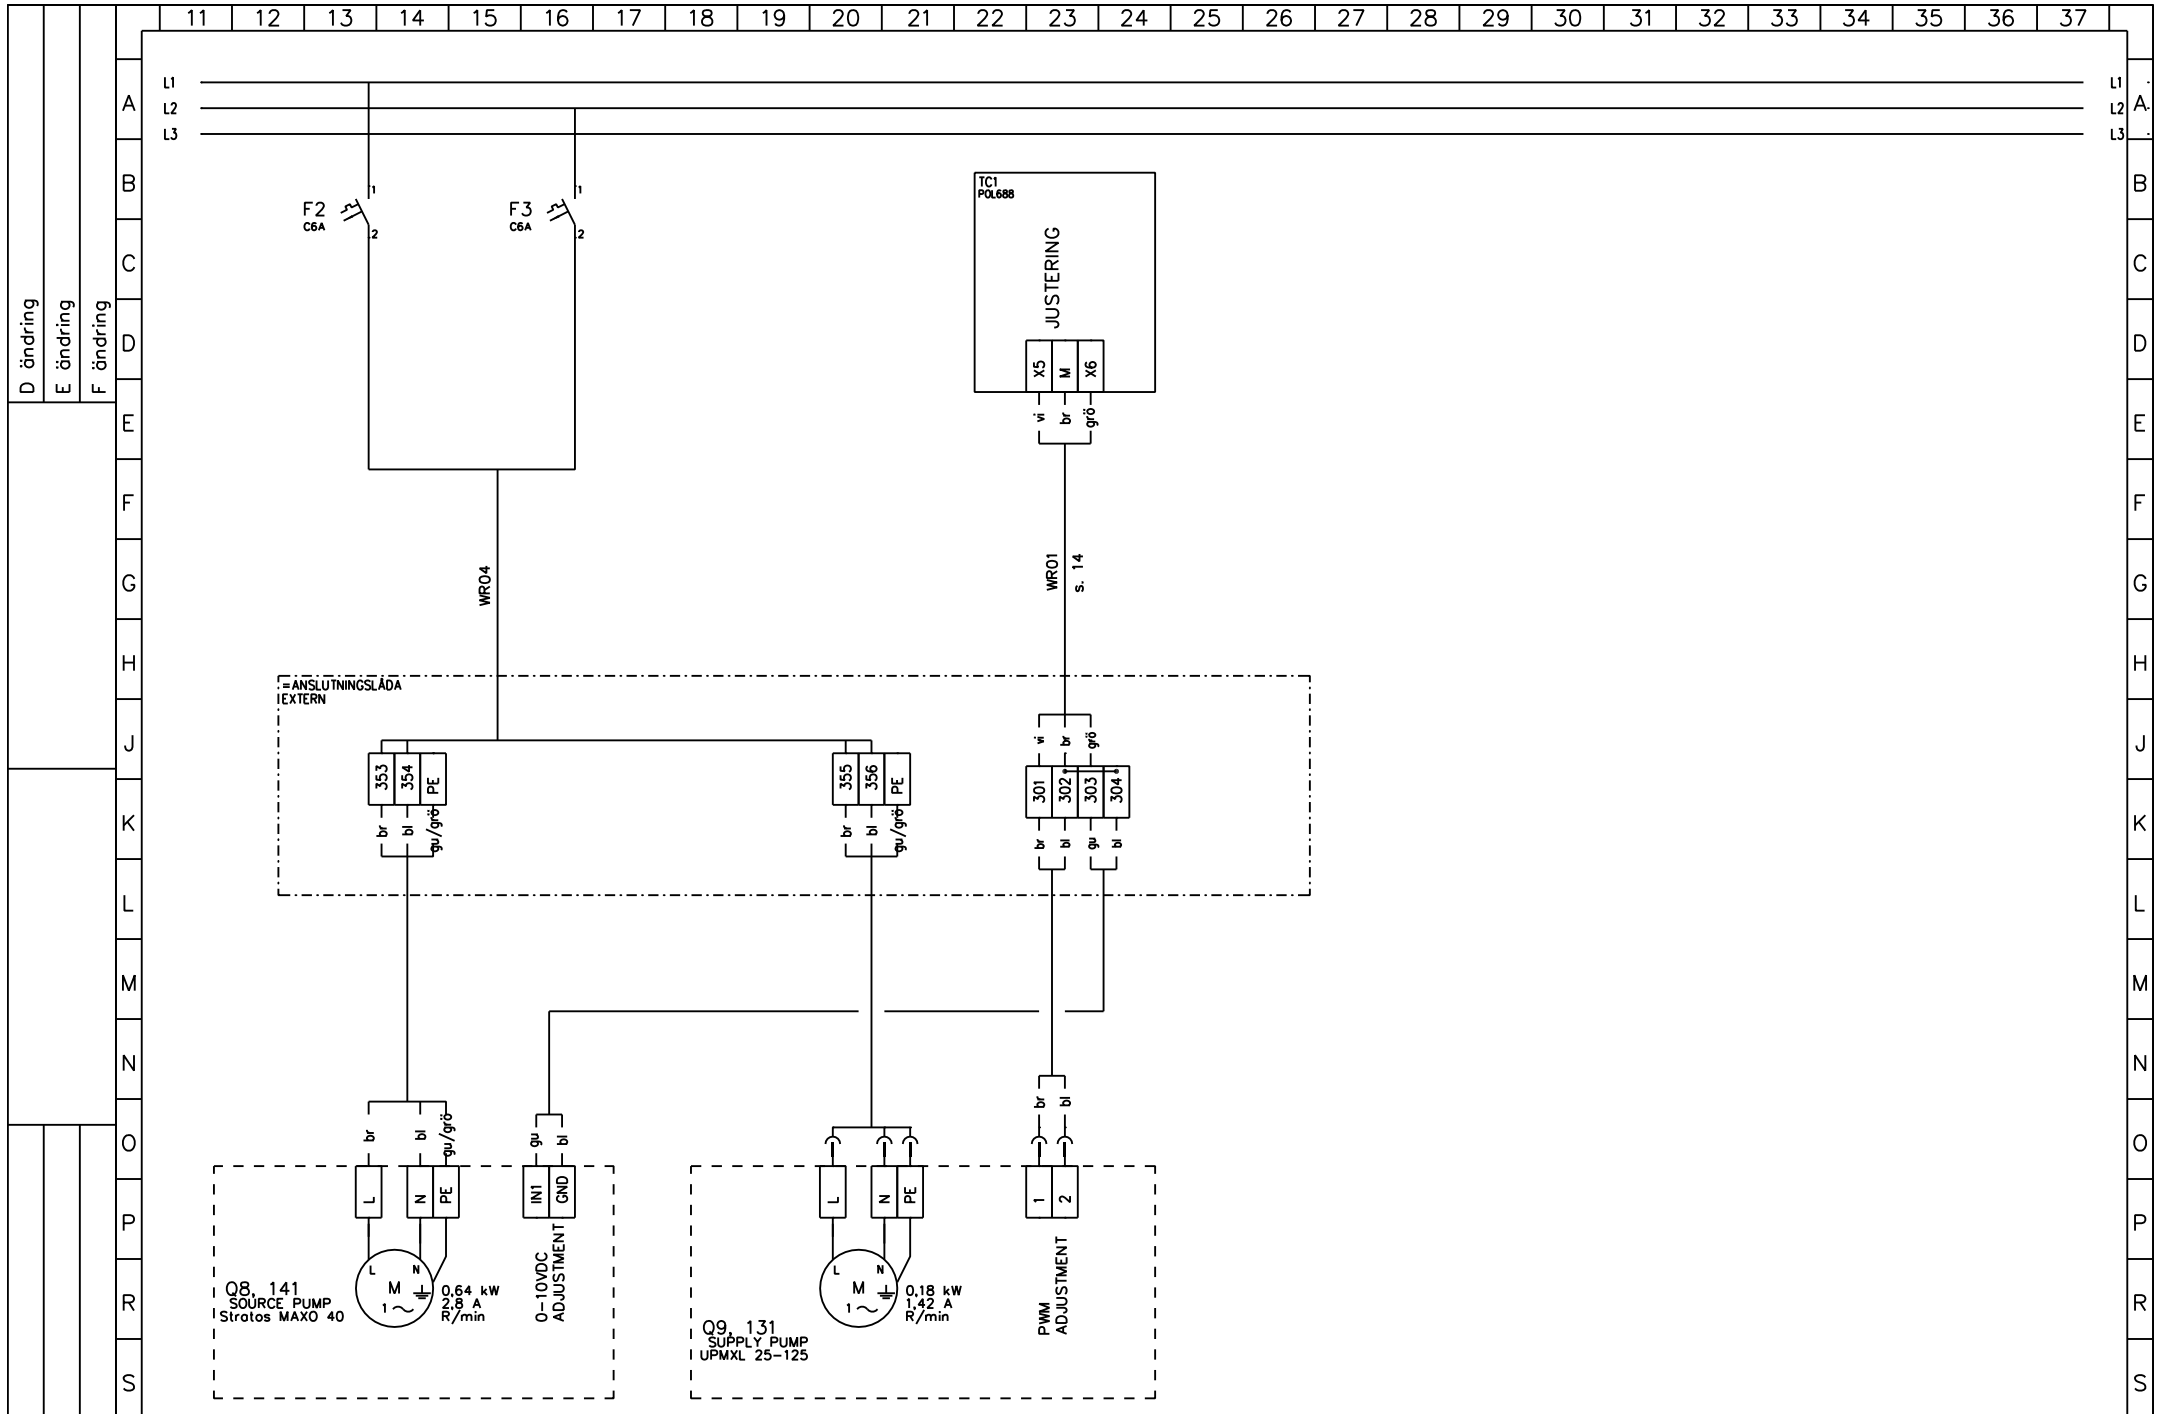 11 12 13 14 15 16 17 18 19 20 21 22 23 24 25 26 27 28 29 30 31 32 33 34 35 36 37
A L1 L1 A
L2 L2
L3 L3
B B
TC1
POL688
1 1
F2 F3
C6A C6A
2 2
C C
JUSTERING
D ändring
E ändring
F ändring
D D
X5 M X6
vi br grö
E E
F F
WR04
WR01
s. 14
G G
H H
=ANSLUTNINGSLÅDA
EXTERN
J J
vi br grö
353 354 PE
355 356 PE
301 302 303 304
K K
br bl gu/grö
br bl gu/grö
br bl gu bl
L L
M M
N N
br bl
O O
br bl gu/grö
gu bl
L N PE
IN1 GND
L N PE
1 2
P P
0-10VDC
ADJUSTMENT
PWM
ADJUSTMENT
L N
M
1
L N
M
1
R R
Q8, 141
SOURCE PUMP
Stratos MAXO 40
0,64 kW
2,8 A
R/min
0,18 kW
1,42 A
R/min
Q9, 131
SUPPLY PUMP
UPMXL 25-125
S S